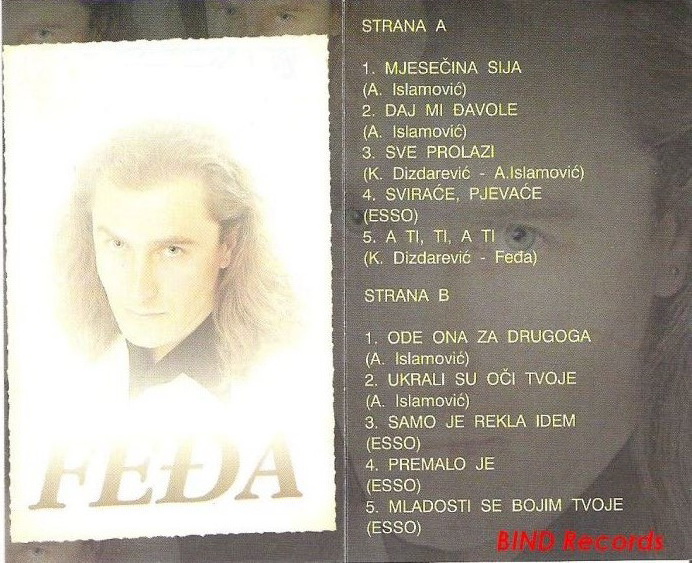 FEĐA
STRANA A
1. MJESEČINA SIJA
(A. Islamović)
2. DAJ MI ĐAVOLE
(A. Islamović)
3. SVE PROLAZI
(K. Dizdarević - A.Islamović)
4. SVIRAĆE, PJEVAĆE
(ESSO)
5. A TI, TI, A TI
(K. Dizdarević - Feđa)
STRANA B
1. ODE ONA ZA DRUGOGA
(A. Islamović)
2. UKRALI SU OČI TVOJE
(A. Islamović)
3. SAMO JE REKLA IDEM
(ESSO)
4. PREMALO JE
(ESSO)
5. MLADOSTI SE BOJIM TVOJE
(ESSO)
BIND Records